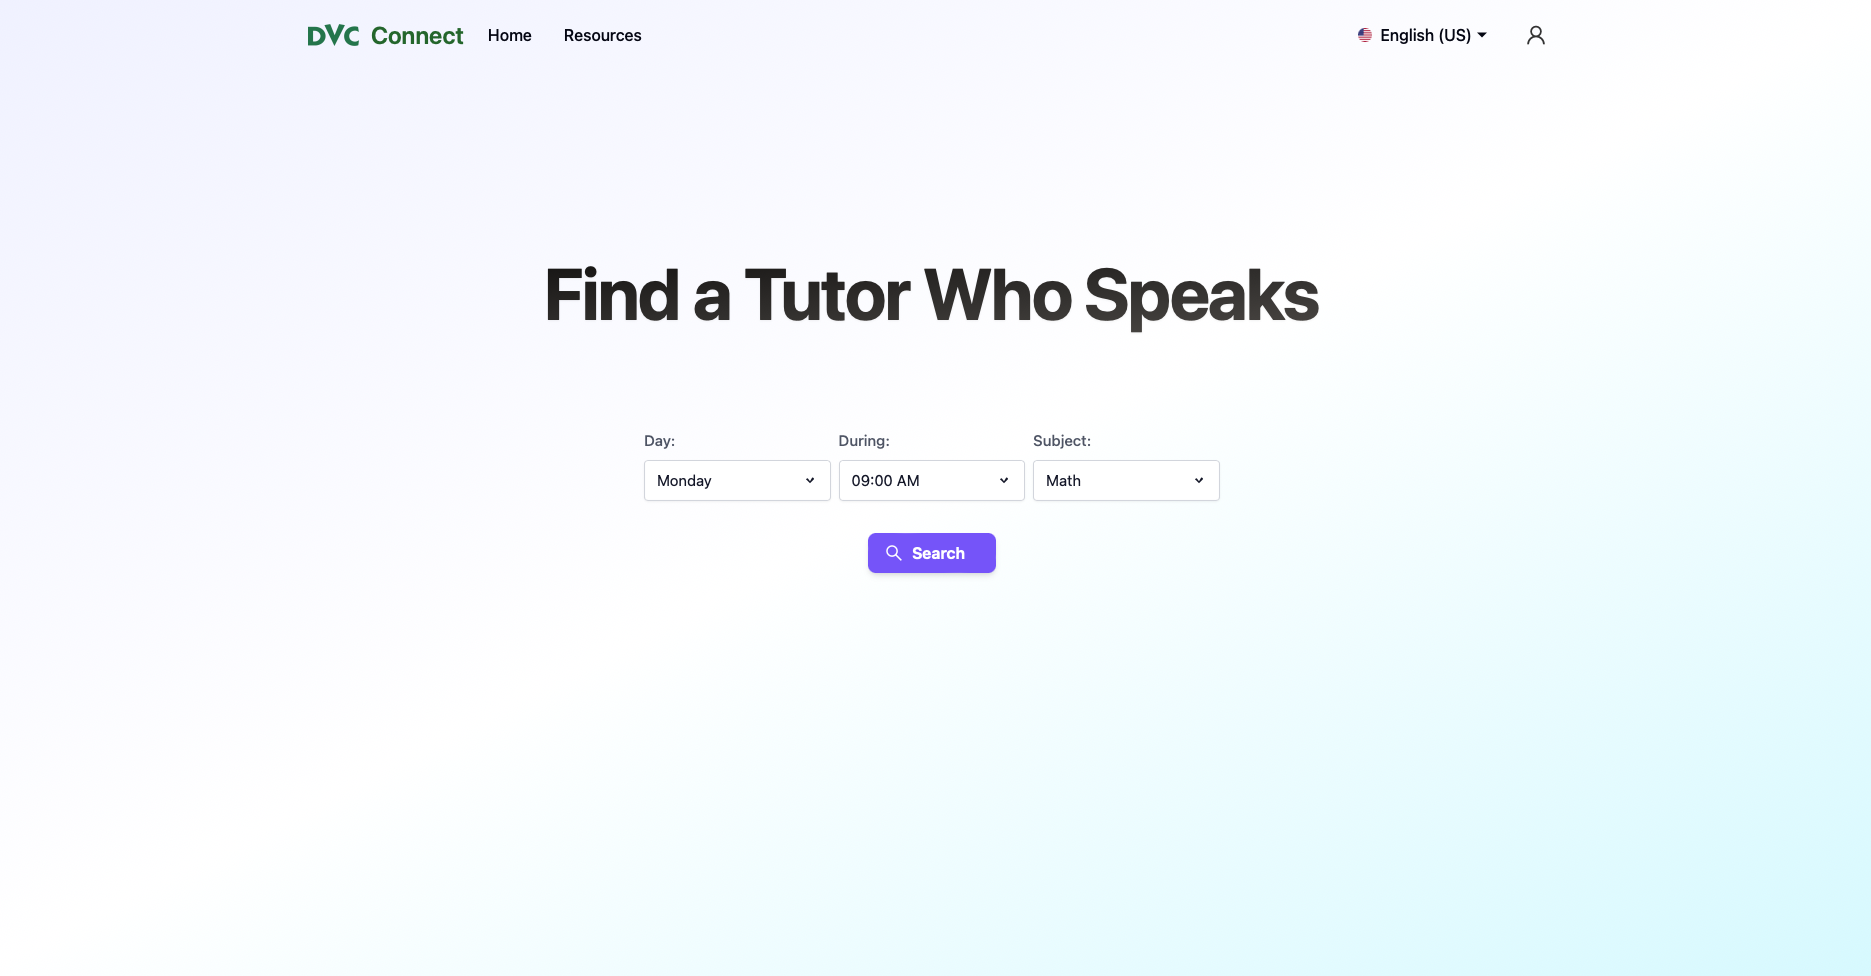 DVC Connect Home Resources English (US)
Find a Tutor Who Speaks
Day: During: Subject:
Monday 09:00 AM Math
Search